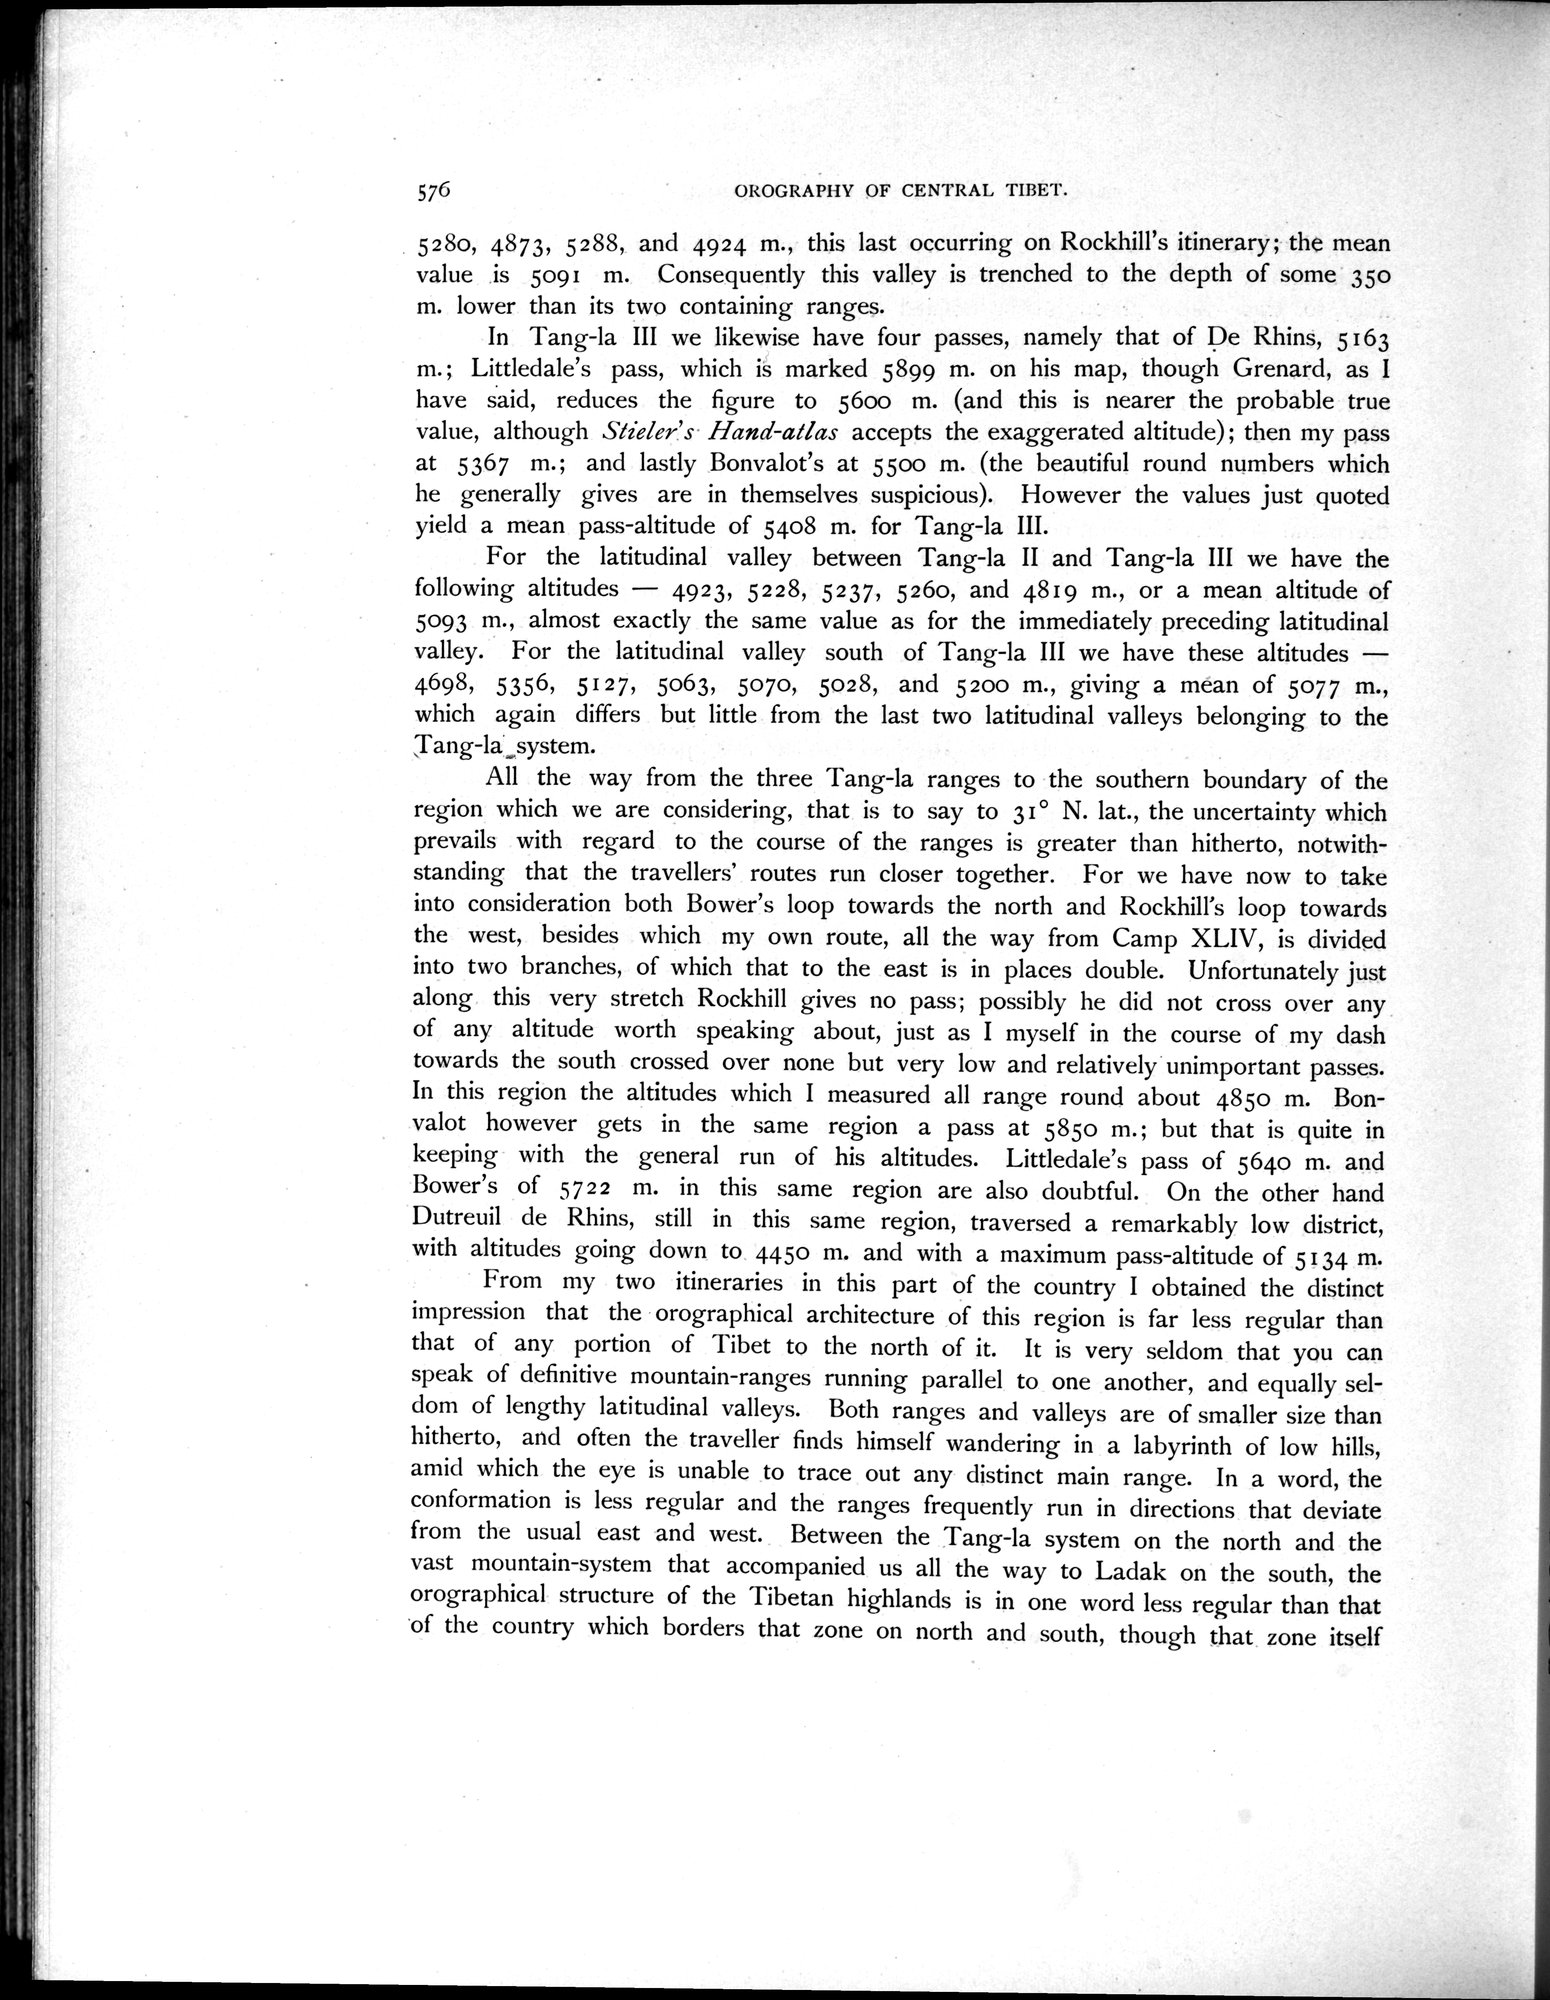 576 OROGRAPHY OF CENTRAL TIBET.
5280, 4873, 5288, and 4924 m., this last occurring on Rockhill's itinerary; the mean
value is 5091 m. Consequently this valley is trenched to the depth of some 350
m. lower than its two containing ranges.
In Tang-la III we likewise have four passes, namely that of De Rhins, 5163
m.; Littledale's pass, which is marked 5899 m. on his map, though Grenard, as I
have said, reduces the figure to 5600 m. (and this is nearer the probable true
value, although Stieler's Hand-atlas accepts the exaggerated altitude); then my pass
at 5367 m.; and lastly Bonvalot's at 5500 m. (the beautiful round numbers which
he generally gives are in themselves suspicious). However the values just quoted
yield a mean pass-altitude of 5408 m. for Tang-la III.
For the latitudinal valley between Tang-la II and Tang-la III we have the
following altitudes — 4923, 5228, 5237, 5260, and 4819 m., or a mean altitude of
5093 m., almost exactly the same value as for the immediately preceding latitudinal
valley. For the latitudinal valley south of Tang-la III we have these altitudes —
4698, 5356, 5127, 5063, 5070, 5028, and 5200 m., giving a mean of 5077 m.,
which again differs but little from the last two latitudinal valleys belonging to the
Tang-la system.
All the way from the three Tang-la ranges to the southern boundary of the
region which we are considering, that is to say to 31° N. lat., the uncertainty which
prevails with regard to the course of the ranges is greater than hitherto, notwith-
standing that the travellers' routes run closer together. For we have now to take
into consideration both Bower's loop towards the north and Rockhill's loop towards
the west, besides which my own route, all the way from Camp XLIV, is divided
into two branches, of which that to the east is in places double. Unfortunately just
along this very stretch Rockhill gives no pass; possibly he did not cross over any
of any altitude worth speaking about, just as I myself in the course of my dash
towards the south crossed over none but very low and relatively unimportant passes.
In this region the altitudes which I measured all range round about 4850 m. Bon-
valot however gets in the same region a pass at 5850 m.; but that is quite in
keeping with the general run of his altitudes. Littledale's pass of 5640 m. and
Bower's of 5722 m. in this same region are also doubtful. On the other hand
Dutreuil de Rhins, still in this same region, traversed a remarkably low district,
with altitudes going down to 4450 m. and with a maximum pass-altitude of 5134 m.
From my two itineraries in this part of the country I obtained the distinct
impression that the orographical architecture of this region is far less regular than
that of any portion of Tibet to the north of it. It is very seldom that you can
speak of definitive mountain-ranges running parallel to one another, and equally sel-
dom of lengthy latitudinal valleys. Both ranges and valleys are of smaller size than
hitherto, and often the traveller finds himself wandering in a labyrinth of low hills,
amid which the eye is unable to trace out any distinct main range. In a word, the
conformation is less regular and the ranges frequently run in directions that deviate
from the usual east and west. Between the Tang-la system on the north and the
vast mountain-system that accompanied us all the way to Ladak on the south, the
orographical structure of the Tibetan highlands is in one word less regular than that
of the country which borders that zone on north and south, though that zone itself